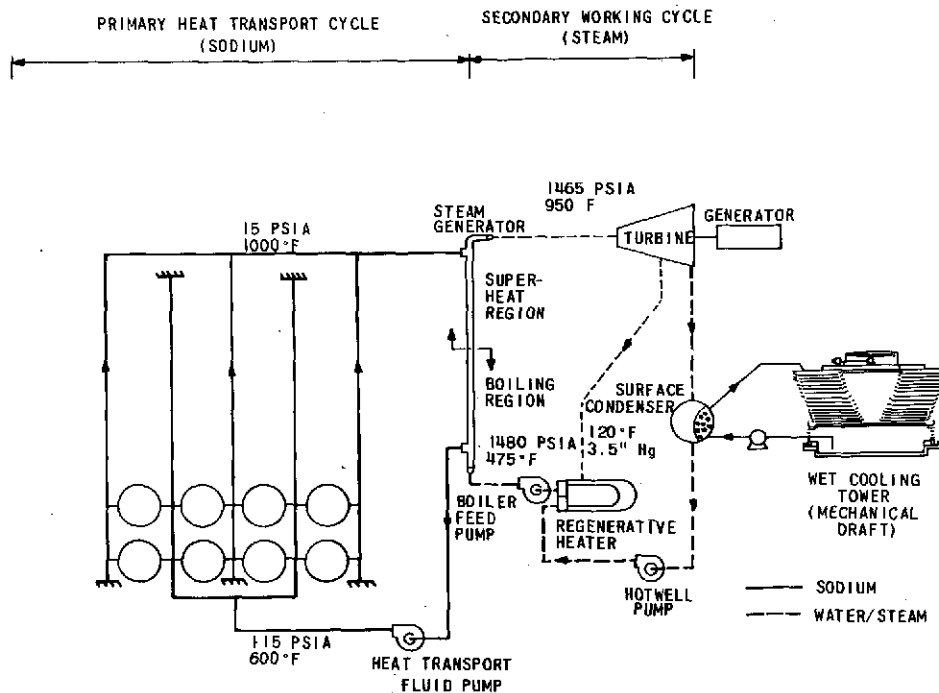 PRIMARY HEAT TRANSPORT CYCLE
(SODIUM)
SECONDARY WORKING CYCLE
(STEAM)
15 PSIA
1000°F
STEAM
GENERATOR
1465 PSIA
950 F
TURBINE
GENERATOR
SUPER-
HEAT
REGION
BOILING
REGION
SURFACE
CONDENSER
120°F
3.5" Hg
1480 PSIA
475°F
BOILER
FEED
PUMP
REGENERATIVE
HEATER
HOTWELL
PUMP
WET COOLING
TOWER
(MECHANICAL
DRAFT)
115 PSIA
600°F
HEAT TRANSPORT
FLUID PUMP
SODIUM
WATER/STEAM